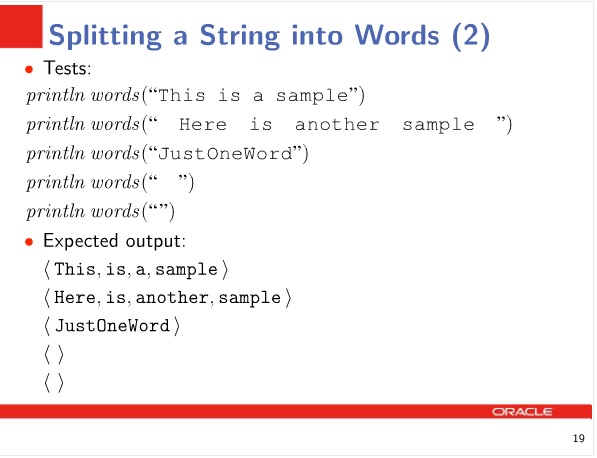 Splitting a String into Words (2)
• Tests:
println words(“This is a sample”)
println words(“  Here  is  another  sample  ”)
println words(“JustOneWord”)
println words(“  ”)
println words(“”)
• Expected output:
⟨ This, is, a, sample ⟩
⟨ Here, is, another, sample ⟩
⟨ JustOneWord ⟩
⟨ ⟩
⟨ ⟩
ORACLE
19